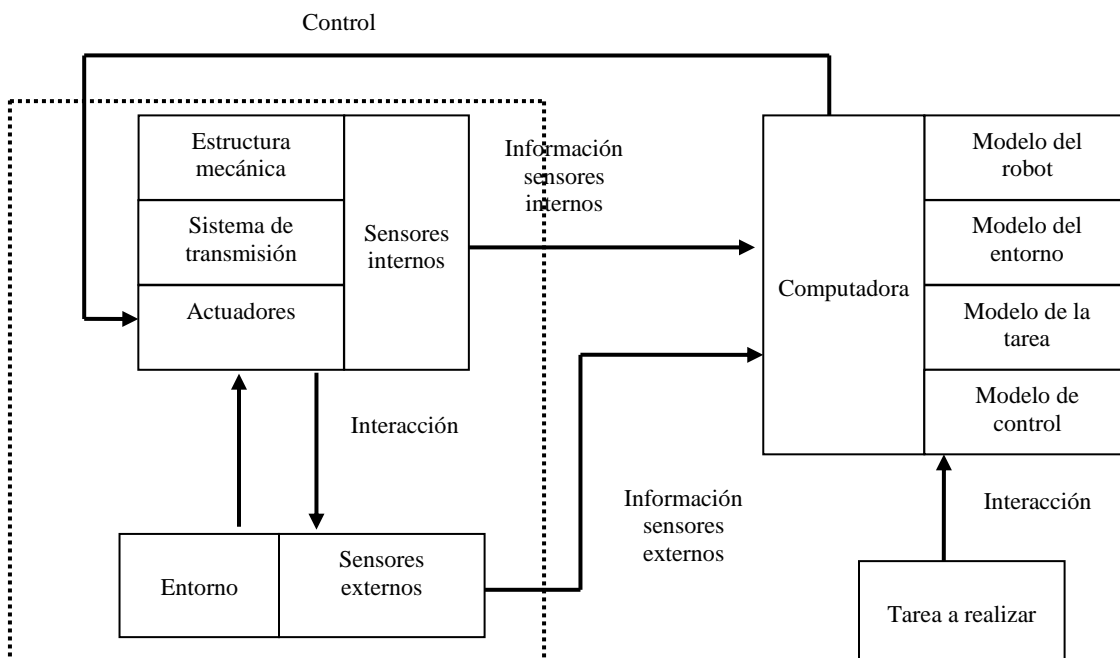 Control
Estructura
mecánica
Sistema de
transmisión
Actuadores
Sensores
internos
Información
sensores
internos
Computadora
Modelo del
robot
Modelo del
entorno
Modelo de la
tarea
Modelo de
control
Interacción
Entorno
Sensores
externos
Información
sensores
externos
Interacción
Tarea a realizar